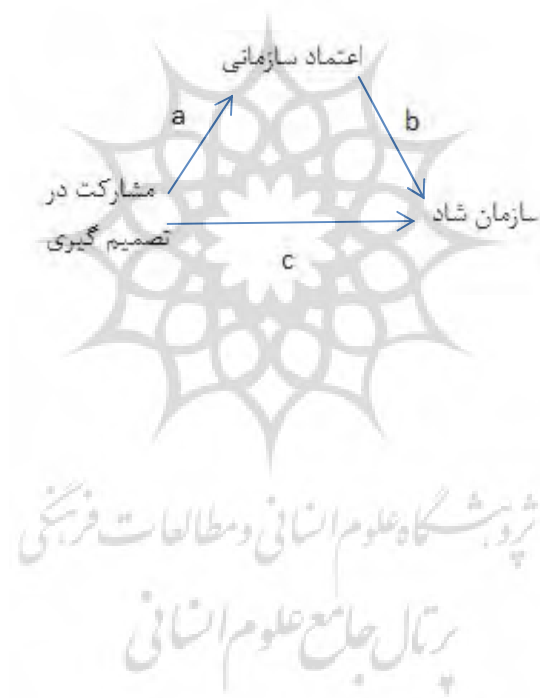 اعتماد سازمانی
a
b
مشارکت در
تصمیم گیری
سازمان شاد
c
پژوهشگاه علوم انسانی و مطالعات فرهنگی
پرتال جامع علوم انسانی